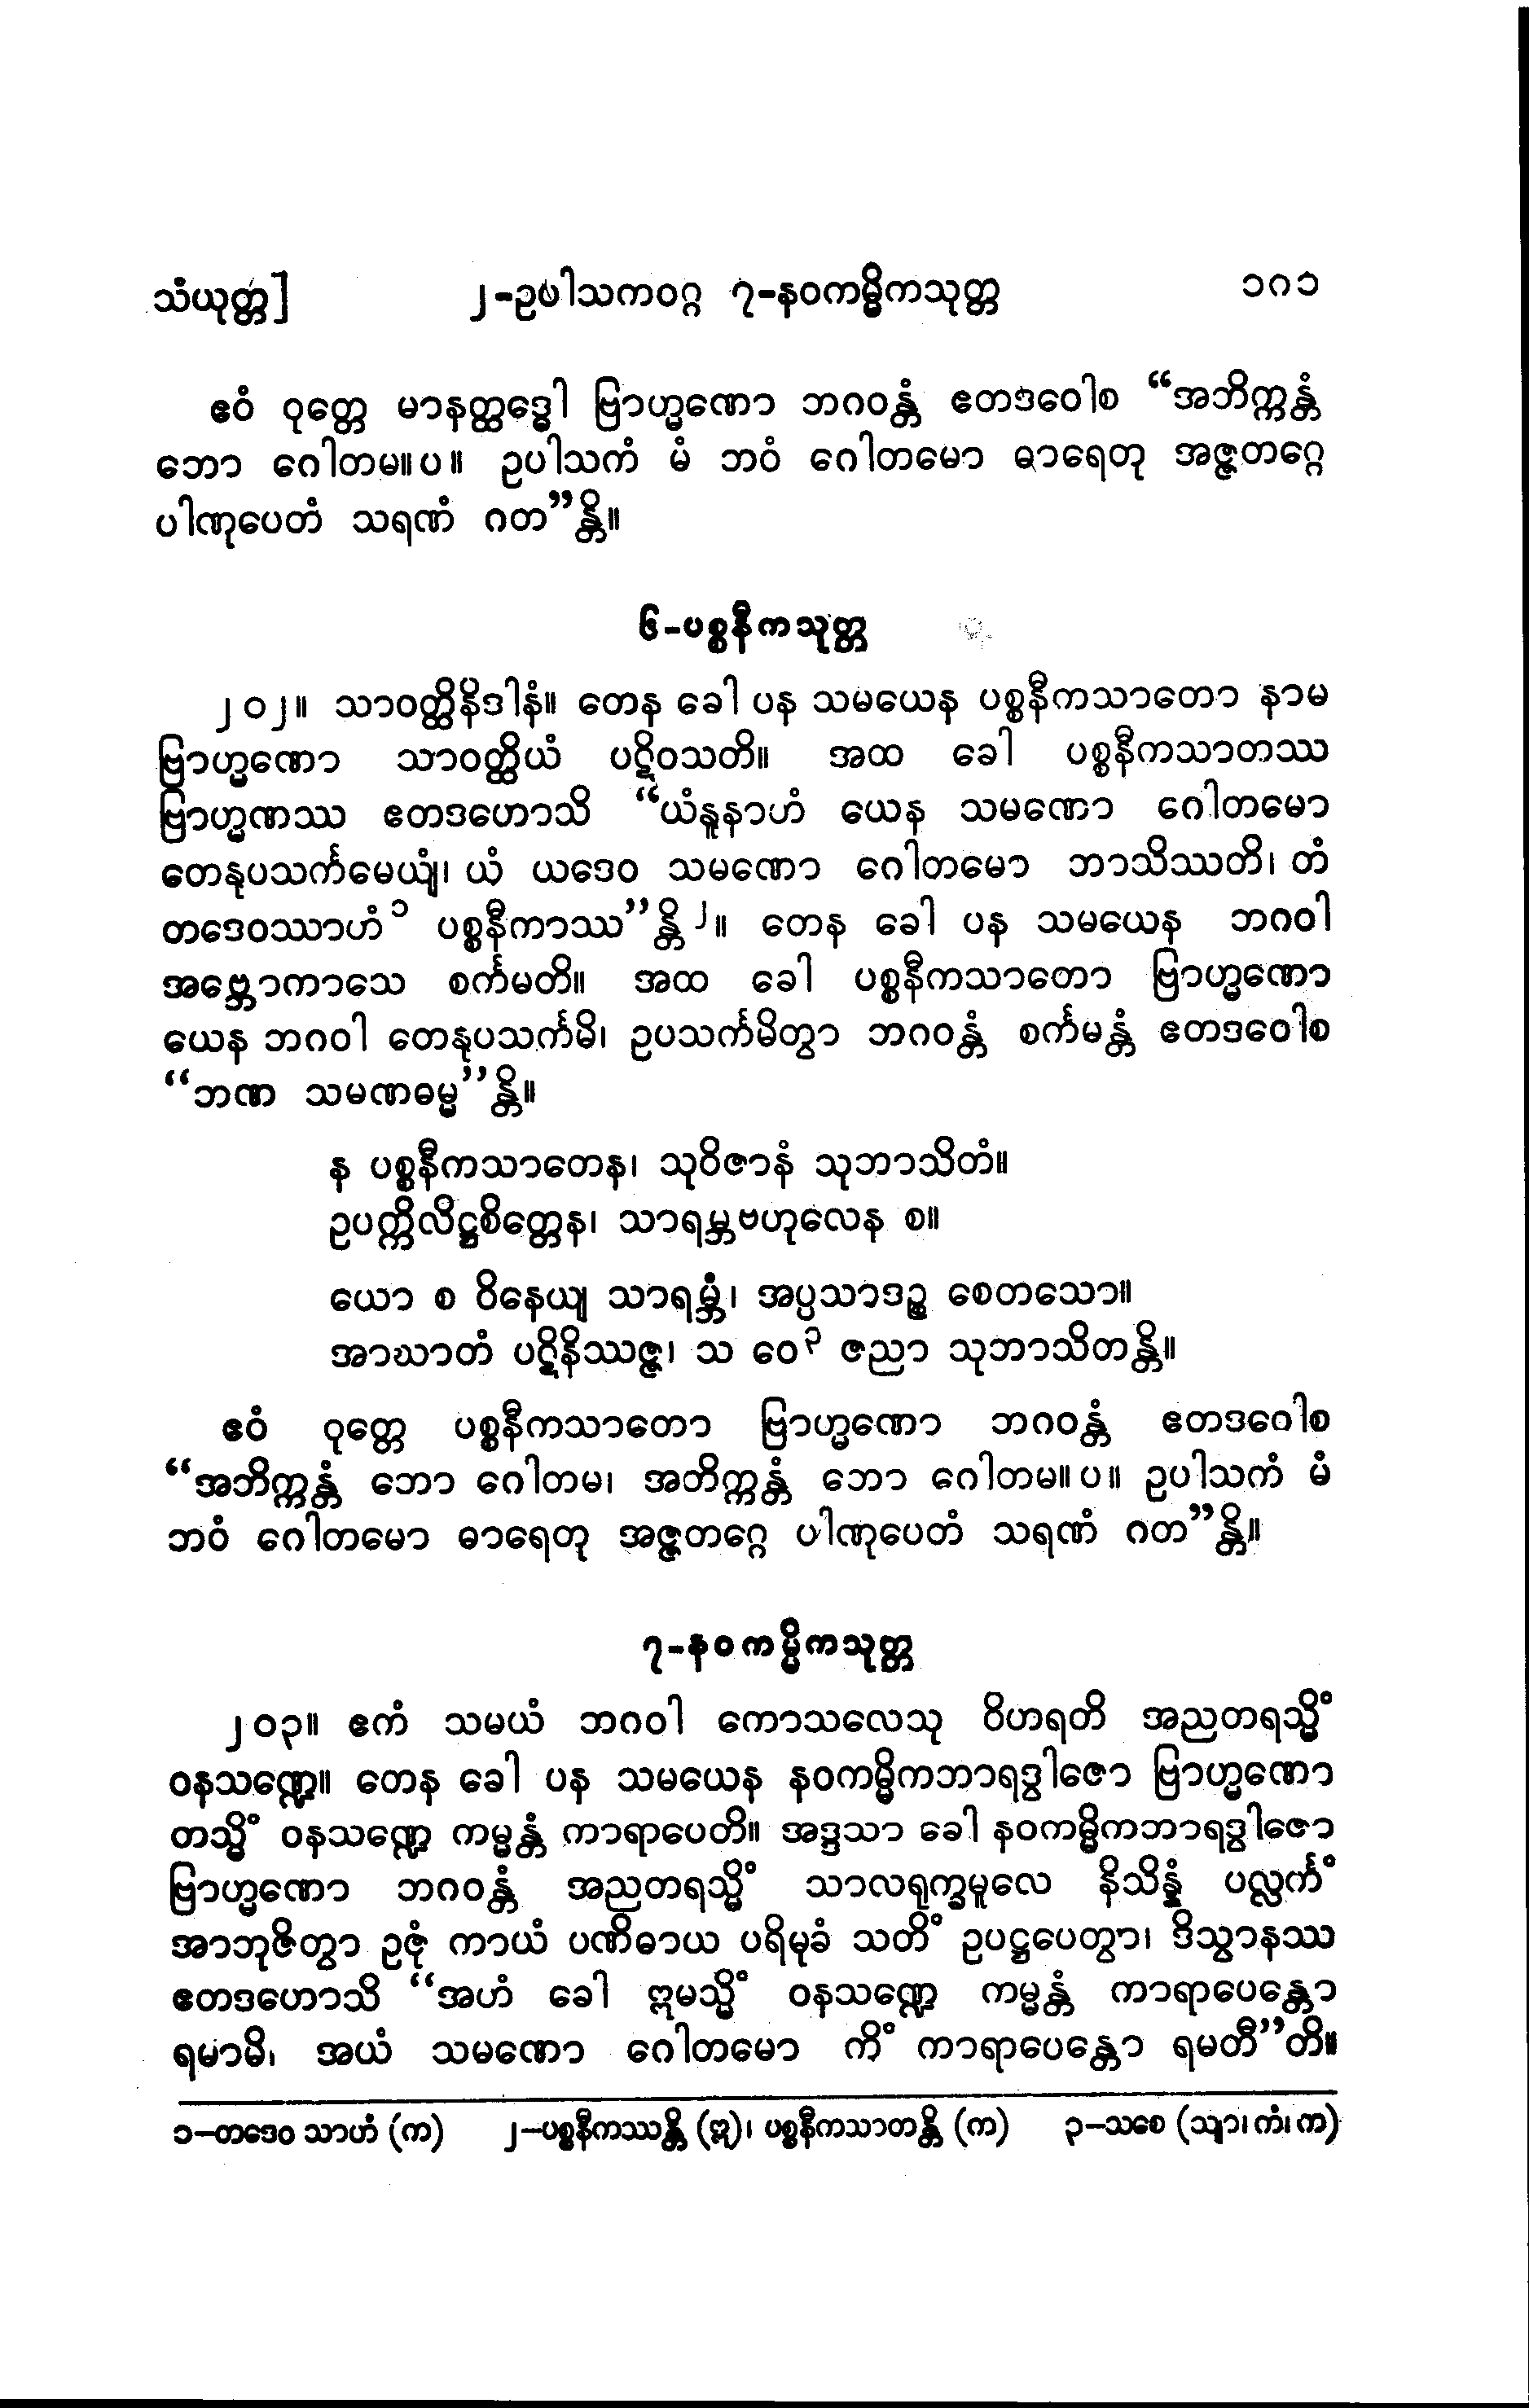 သံယုတ္တ] ၂-ဥပါသကဝဂ္ဂ ၇-နဝကမ္မိကသုတ္တ ၁၈၁
ဧဝံ ဝုတ္တေ မာနတ္ထဒ္ဓေါ ဗြာဟ္မဏော ဘဂဝန္တံ ဧတဒဝေါစ “အဘိက္ကန္တံ
ဘော ဂေါတမ။ပ။ ဥပါသကံ မံ ဘဝံ ဂေါတမော ဓာရေတု အဇ္ဇတဂ္ဂေ
ပါဏုပေတံ သရဏံ ဂတ”န္တိ။
၆-ပစ္စနီကသုတ္တ
၂၀၂။ သာဝတ္ထိနိဒါနံ။ တေန ခေါ ပန သမယေန ပစ္စနီကသာတော နာမ
ဗြာဟ္မဏော သာဝတ္ထိယံ ပဋိဝသတိ။ အထ ခေါ ပစ္စနီကသာတဿ
ဗြာဟ္မဏဿ ဧတဒဟောသိ “ယံနူနာဟံ ယေန သမဏော ဂေါတမော
တေနုပသင်္ကမေယျံ၊ ယံ ယဒေဝ သမဏော ဂေါတမော ဘာသိဿတိ၊ တံ
တဒေဝဿာဟံ၁ ပစ္စနီကာဿ”န္တိ၂။ တေန ခေါ ပန သမယေန ဘဂဝါ
အဗ္ဘောကာသေ စင်္ကမတိ။ အထ ခေါ ပစ္စနီကသာတော ဗြာဟ္မဏော
ယေန ဘဂဝါ တေနုပသင်္ကမိ၊ ဥပသင်္ကမိတွာ ဘဂဝန္တံ စင်္ကမန္တံ ဧတဒဝေါစ
“ဘဏ သမဏဓမ္မ”န္တိ။
န ပစ္စနီကသာတေန၊ သုဝိဇာနံ သုဘာသိတံ။
ဥပက္ကိလိဋ္ဌစိတ္တေန၊ သာရမ္ဘဗဟုလေန စ။
ယော စ ဝိနေယျ သာရမ္ဘံ၊ အပ္ပသာဒဉ္စ စေတသော။
အာဃာတံ ပဋိနိဿဇ္ဇ၊ သ ဝေ၃ ဇညာ သုဘာသိတန္တိ။
ဧဝံ ဝုတ္တေ ပစ္စနီကသာတော ဗြာဟ္မဏော ဘဂဝန္တံ ဧတဒဝေါစ
“အဘိက္ကန္တံ ဘော ဂေါတမ၊ အဘိက္ကန္တံ ဘော ဂေါတမ။ပ။ ဥပါသကံ မံ
ဘဝံ ဂေါတမော ဓာရေတု အဇ္ဇတဂ္ဂေ ပါဏုပေတံ သရဏံ ဂတ”န္တိ။
၇-နဝကမ္မိကသုတ္တ
၂၀၃။ ဧကံ သမယံ ဘဂဝါ ကောသလေသု ဝိဟရတိ အညတရသ္မိံ
ဝနသဏ္ဍေ။ တေန ခေါ ပန သမယေန နဝကမ္မိကဘာရဒွါဇော ဗြာဟ္မဏော
တသ္မိံ ဝနသဏ္ဍေ ကမ္မန္တံ ကာရာပေတိ။ အဒ္ဒသာ ခေါ နဝကမ္မိကဘာရဒွါဇော
ဗြာဟ္မဏော ဘဂဝန္တံ အညတရသ္မိံ သာလရုက္ခမူလေ နိသိန္နံ ပလ္လင်္ကံ
အာဘုဇိတွာ ဥဇုံ ကာယံ ပဏိဓာယ ပရိမုခံ သတိံ ဥပဋ္ဌပေတွာ၊ ဒိသွာနဿ
ဧတဒဟောသိ “အဟံ ခေါ ဣမသ္မိံ ဝနသဏ္ဍေ ကမ္မန္တံ ကာရာပေန္တော
ရမာမိ၊ အယံ သမဏော ဂေါတမော ကိံ ကာရာပေန္တော ရမတီ”တိ။
၁–တဒေဝ သာဟံ (က) ၂–ပစ္စနီကဿန္တိ (ဣ)၊ ပစ္စနီကသာတန္တိ (က) ၃–သစေ (သျာ၊ ကံ၊ က)